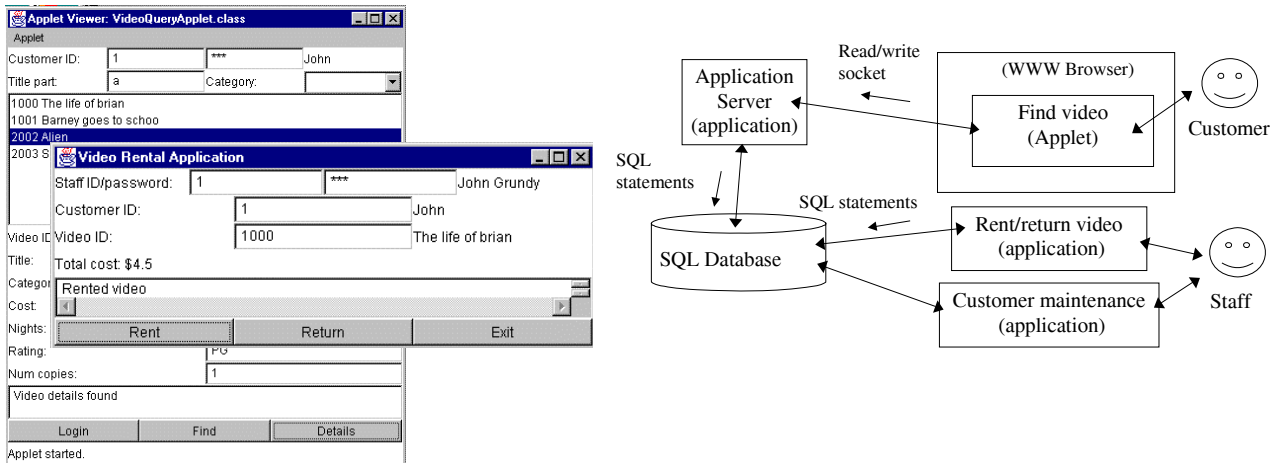 Applet Viewer: VideoQueryApplet.class
Applet
Customer ID: 1 *** John
Title part: a Category:
1000 The life of brian
1001 Barney goes to schoo
2002 Alien
2003 S
Video ID
Title:
Categor
Cost:
Nights:
Rating: PG
Num copies: 1
Video details found
Login Find Details
Applet started.
Video Rental Application
Staff ID/password: 1 *** John Grundy
Customer ID: 1 John
Video ID: 1000 The life of brian
Total cost: $4.5
Rented video
Rent Return Exit
Application
Server
(application)
Read/write
socket
(WWW Browser)
Find video
(Applet)
Customer
SQL
statements
SQL statements
SQL Database
Rent/return video
(application)
Customer maintenance
(application)
Staff